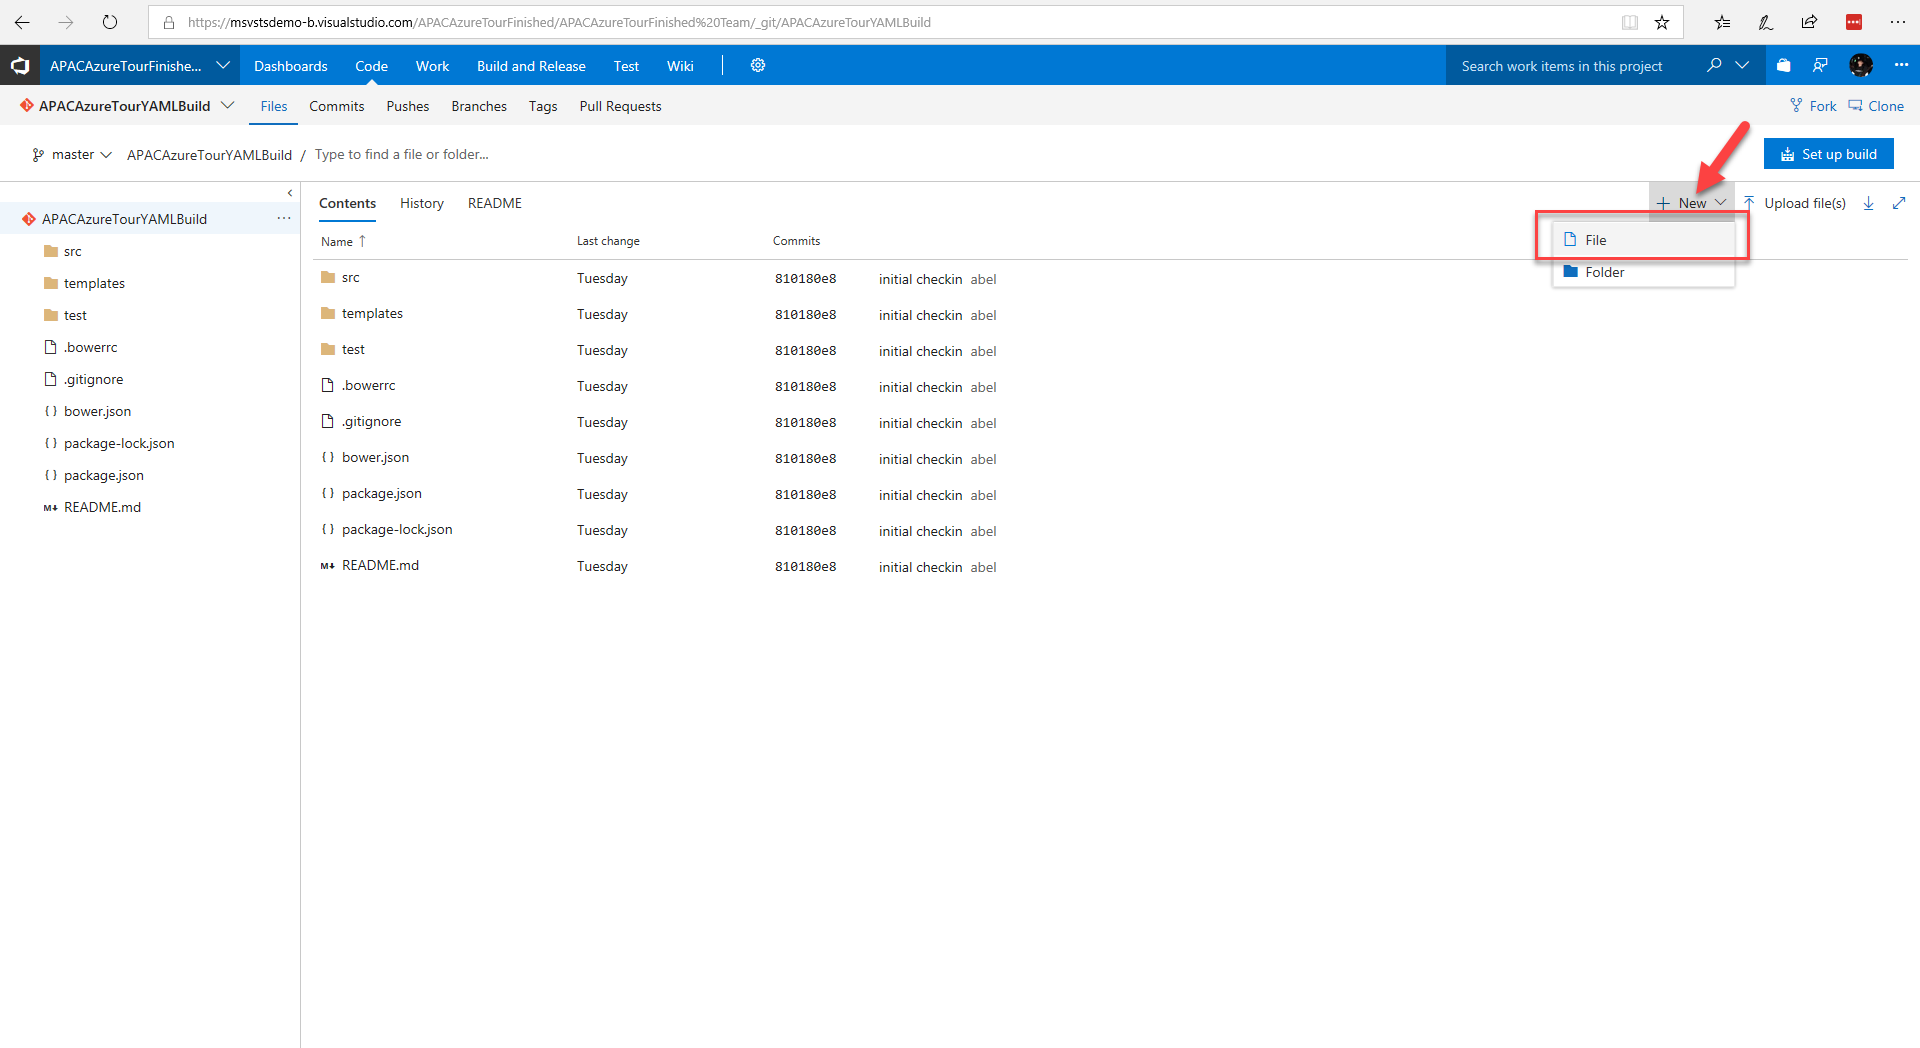 https://msvstsdemo-b.visualstudio.com/APACAzureTourFinished/APACAzureTourFinished%20Team/_git/APACAzureTourYAMLBuild
APACAzureTourFinishe... Dashboards Code Work Build and Release Test Wiki Search work items in this project
APACAzureTourYAMLBuild Files Commits Pushes Branches Tags Pull Requests Fork Clone
master APACAzureTourYAMLBuild / Type to find a file or folder... Set up build
APACAzureTourYAMLBuild
src
templates
test
.bowerrc
.gitignore
bower.json
package-lock.json
package.json
README.md
Contents History README New Upload file(s)
File
Folder
Name Last change Commits
src Tuesday 810180e8 initial checkin abel
templates Tuesday 810180e8 initial checkin abel
test Tuesday 810180e8 initial checkin abel
.bowerrc Tuesday 810180e8 initial checkin abel
.gitignore Tuesday 810180e8 initial checkin abel
bower.json Tuesday 810180e8 initial checkin abel
package.json Tuesday 810180e8 initial checkin abel
package-lock.json Tuesday 810180e8 initial checkin abel
README.md Tuesday 810180e8 initial checkin abel